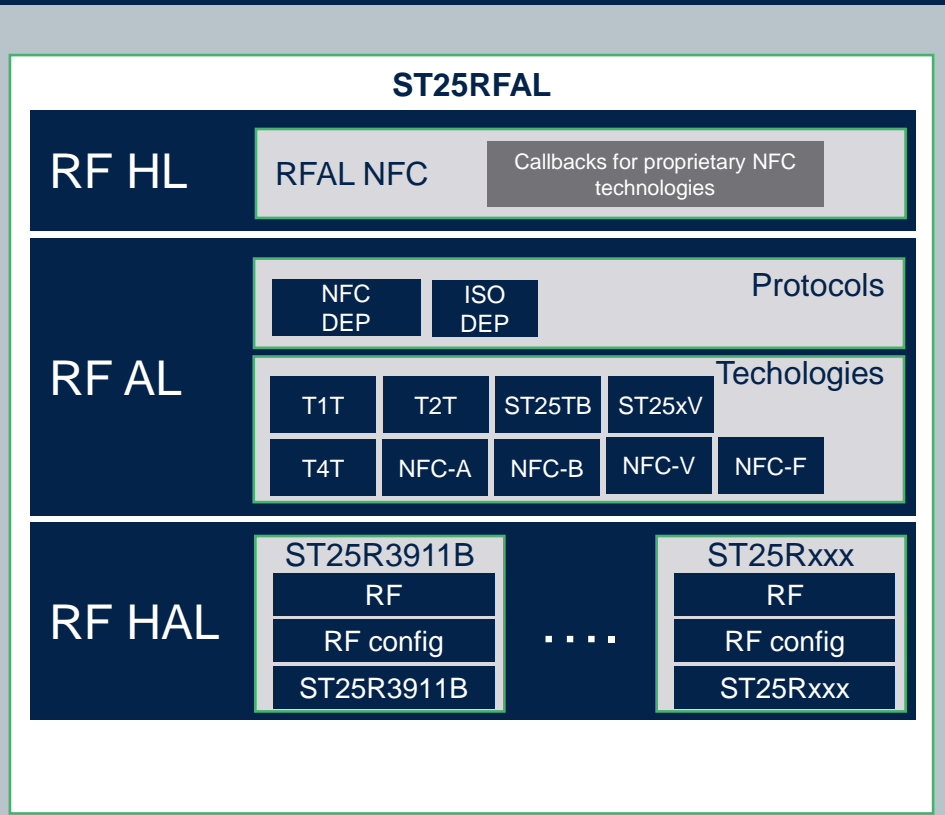 ST25RFAL
RF HL
RFAL NFC
Callbacks for proprietary NFC
technologies
RF AL
NFC
DEP
ISO
DEP
Protocols
Techologies
T1T
T2T
ST25TB
ST25xV
T4T
NFC-A
NFC-B
NFC-V
NFC-F
RF HAL
ST25R3911B
RF
RF config
ST25R3911B
....
ST25Rxxx
RF
RF config
ST25Rxxx